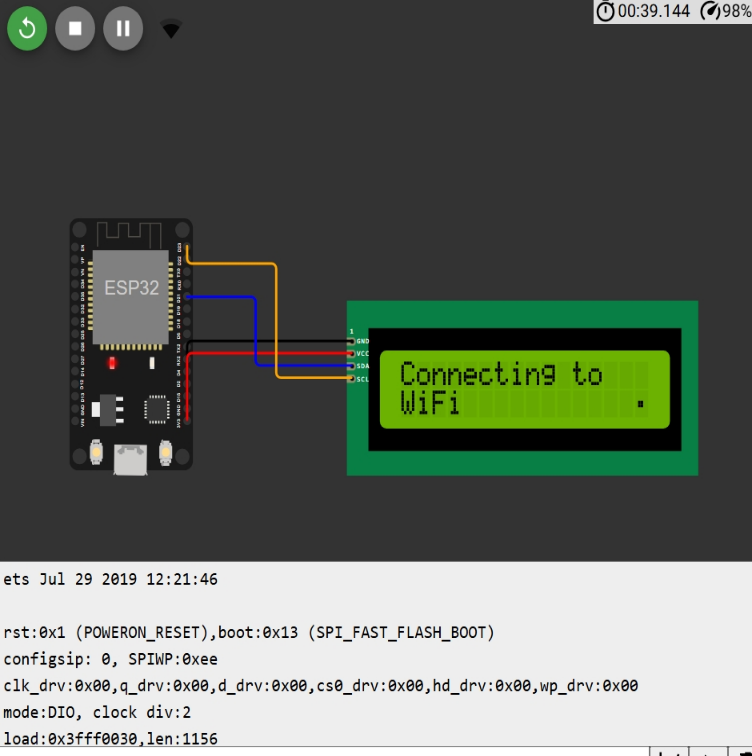 00:39.144 98%
ESP32
1
GND
VCC
SDA
SCL
Connecting to
WiFi .
ets Jul 29 2019 12:21:46
rst:0x1 (POWERON_RESET),boot:0x13 (SPI_FAST_FLASH_BOOT)
configsip: 0, SPIWP:0xee
clk_drv:0x00,q_drv:0x00,d_drv:0x00,cs0_drv:0x00,hd_drv:0x00,wp_drv:0x00
mode:DIO, clock div:2
load:0x3fff0030,len:1156